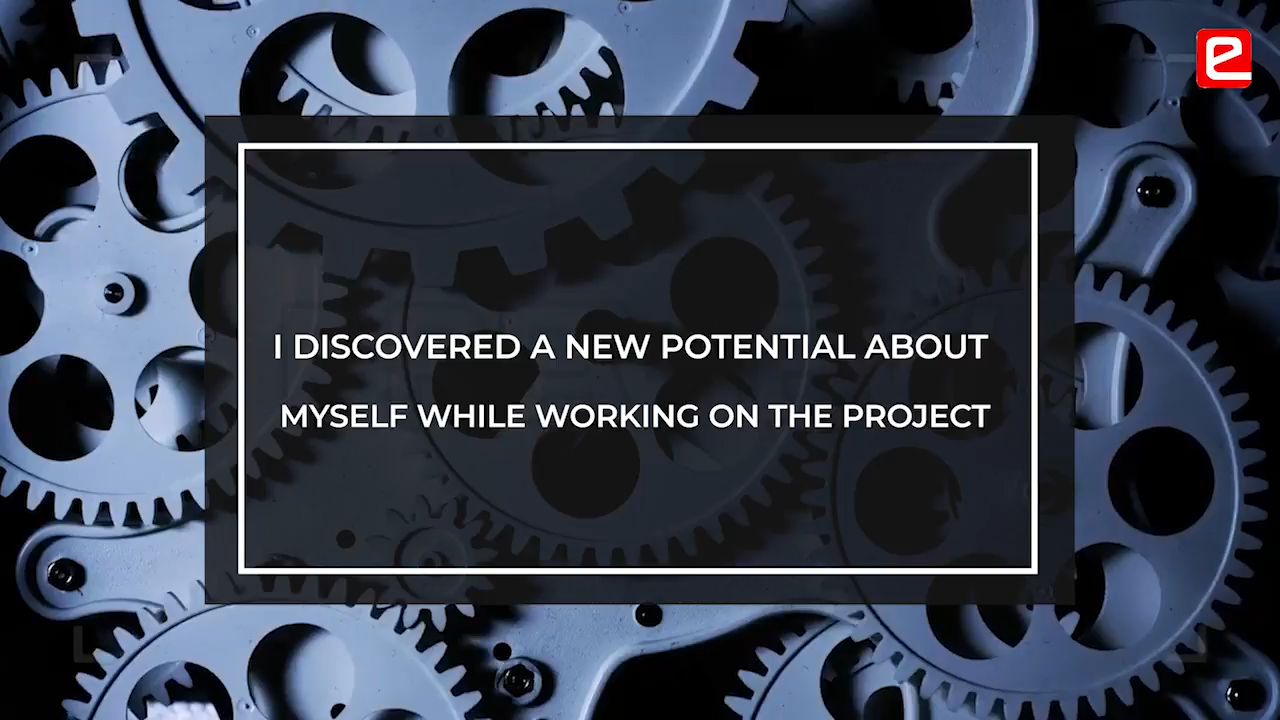 e
I DISCOVERED A NEW POTENTIAL ABOUT
MYSELF WHILE WORKING ON THE PROJECT